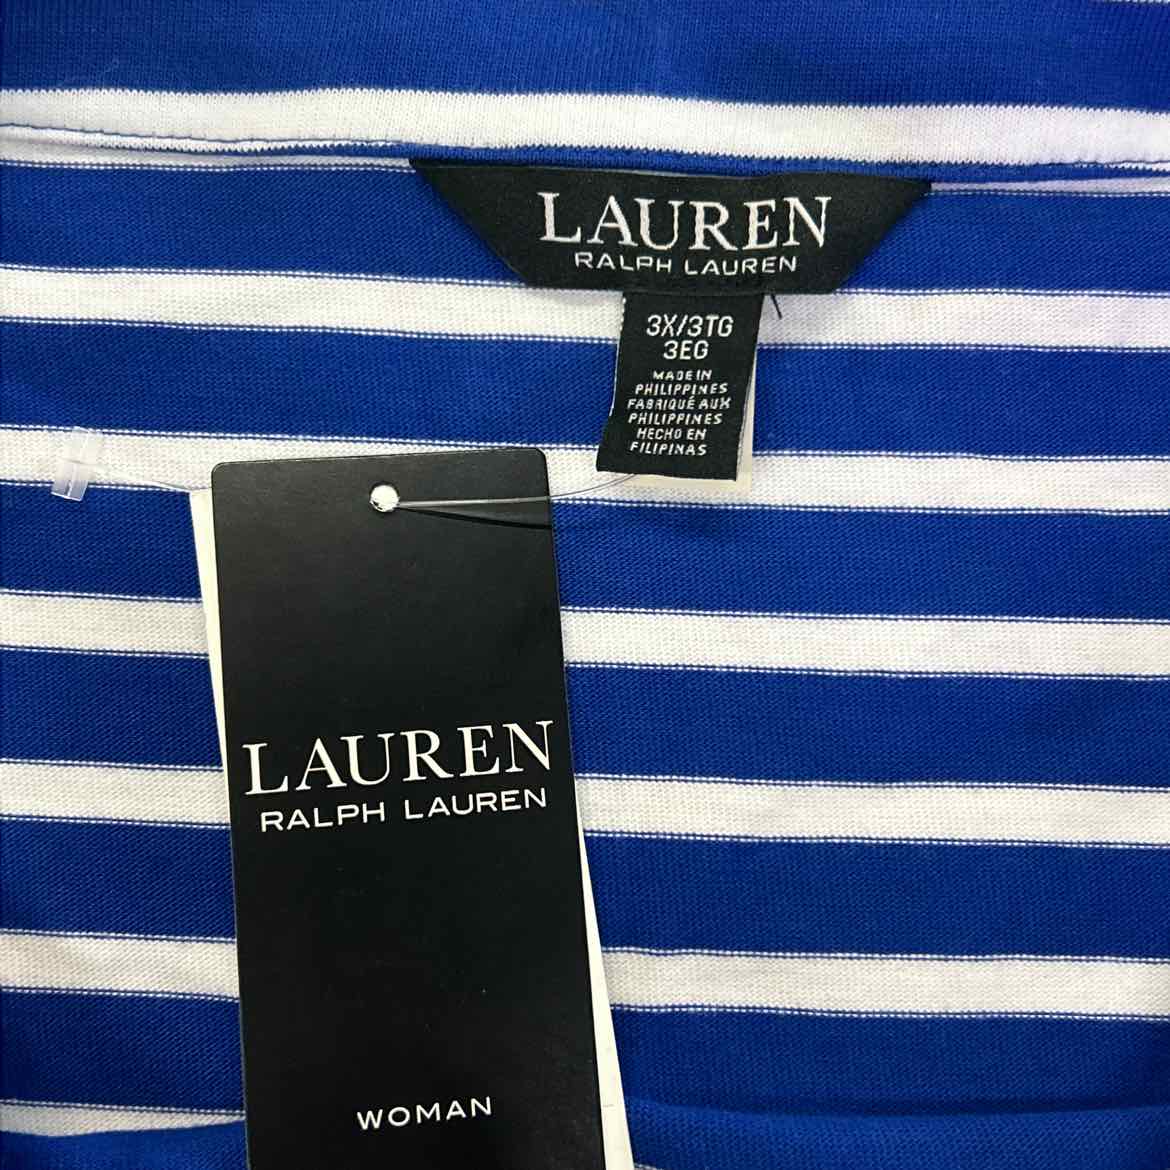 LAUREN
RALPH LAUREN
3X/3TG
3EG
MADE IN
PHILIPPINES
FABRIQUÉ AUX
PHILIPPINES
HECHO EN
FILIPINAS
LAUREN
RALPH LAUREN
WOMAN